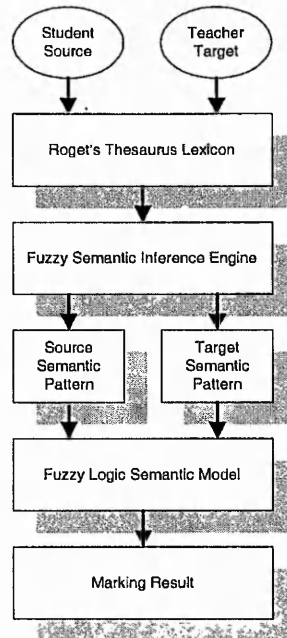 Student
Source
Teacher
Target
Roget's Thesaurus Lexicon
Fuzzy Semantic Inference Engine
Source
Semantic
Pattern
Target
Semantic
Pattern
Fuzzy Logic Semantic Model
Marking Result